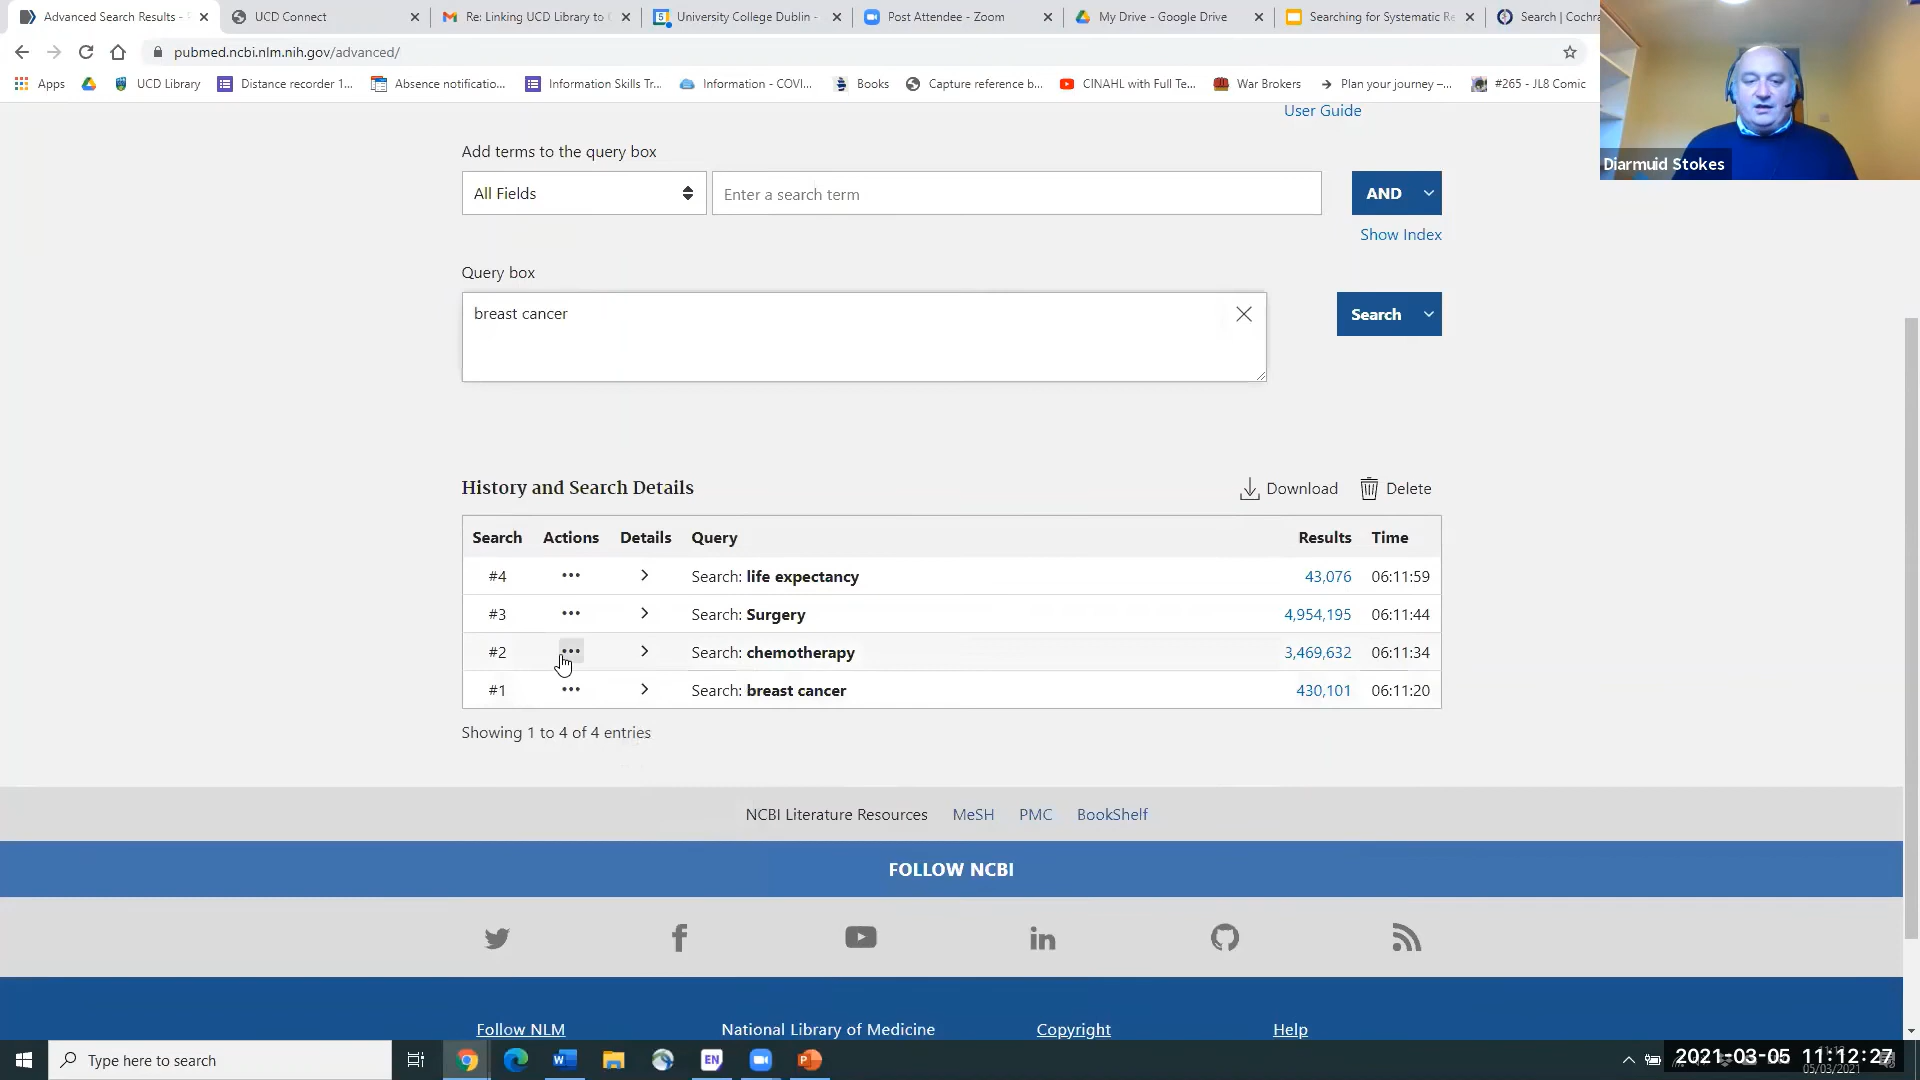 Advanced Search Results -
UCD Connect
Re: Linking UCD Library to
University College Dublin -
Post Attendee - Zoom
My Drive - Google Drive
Searching for Systematic Re
Search | Cochra
pubmed.ncbi.nlm.nih.gov/advanced/
Apps
UCD Library
Distance recorder 1...
Absence notificatio...
Information Skills Tr...
Information - COVI...
Books
Capture reference b...
CINAHL with Full Te...
War Brokers
Plan your journey –...
#265 - JL8 Comic
Diarmuid Stokes
User Guide
Add terms to the query box
All Fields
Enter a search term
AND
Show Index
Query box
breast cancer
Search
History and Search Details
Download
Delete
Search Actions Details Query Results Time
#4 ••• Search: life expectancy 43,076 06:11:59
#3 ••• Search: Surgery 4,954,195 06:11:44
#2 ••• Search: chemotherapy 3,469,632 06:11:34
#1 ••• Search: breast cancer 430,101 06:11:20
Showing 1 to 4 of 4 entries
NCBI Literature Resources MeSH PMC BookShelf
FOLLOW NCBI
Follow NLM
National Library of Medicine
Copyright
Help
Type here to search
EN
2021-03-05 11:12:27
05/03/2021